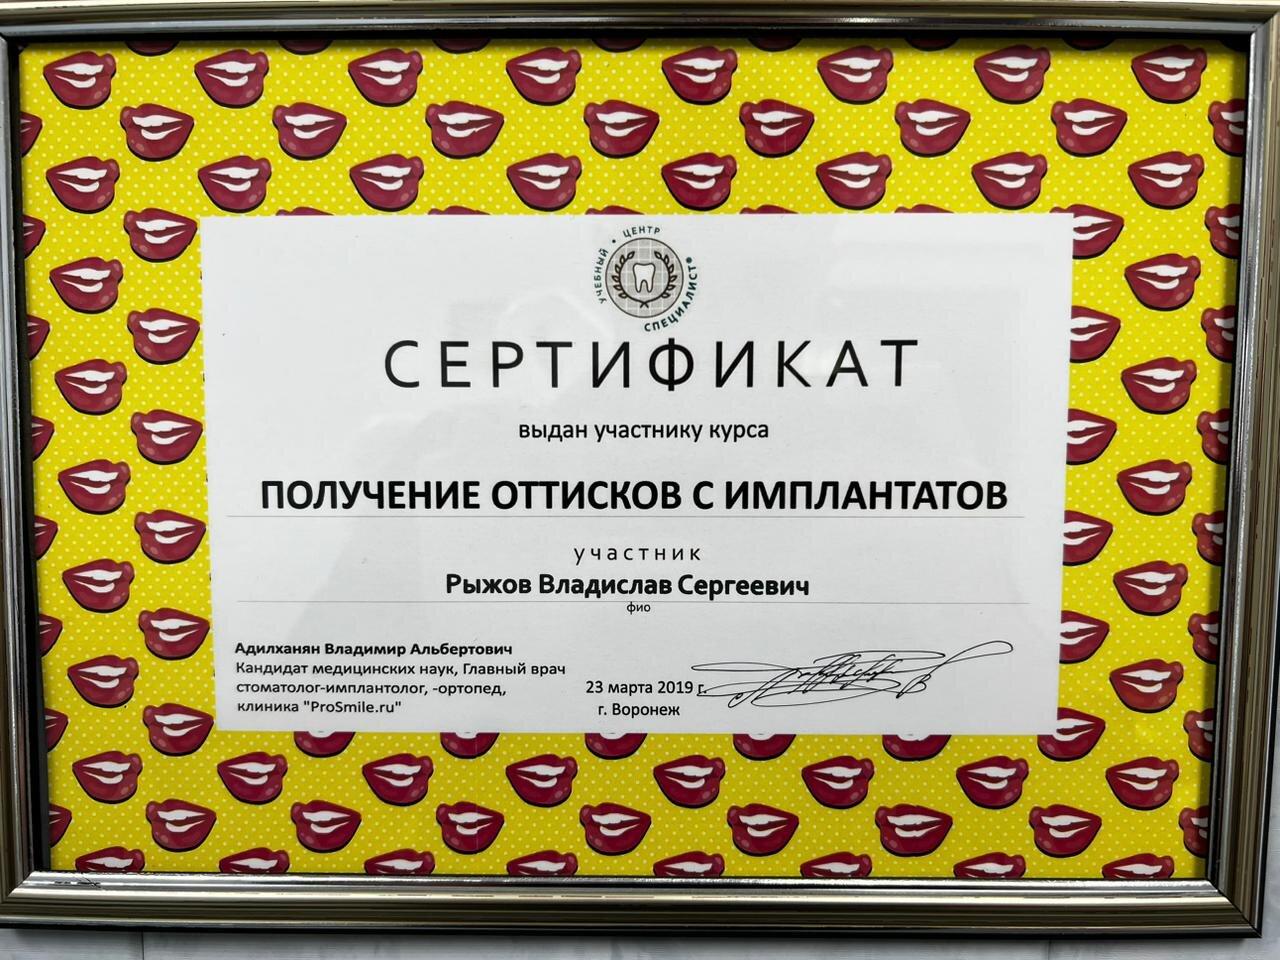 УЧЕБНЫЙ • ЦЕНТР
СПЕЦИАЛИСТ®
СЕРТИФИКАТ
выдан участнику курса
ПОЛУЧЕНИЕ ОТТИСКОВ С ИМПЛАНТАТОВ
участник
Рыжов Владислав Сергеевич
фио
Адилханян Владимир Альбертович
Кандидат медицинских наук, Главный врач
стоматолог-имплантолог, -ортопед,
клиника "ProSmile.ru"
23 марта 2019 г.
г. Воронеж